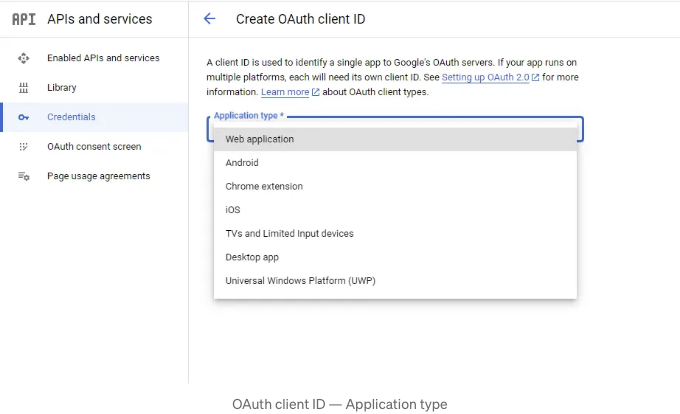 API APIs and services
Create OAuth client ID
Enabled APIs and services
Library
Credentials
OAuth consent screen
Page usage agreements
A client ID is used to identify a single app to Google's OAuth servers. If your app runs on
multiple platforms, each will need its own client ID. See Setting up OAuth 2.0 for more
information. Learn more about OAuth client types.
Application type *
Web application
Android
Chrome extension
iOS
TVs and Limited Input devices
Desktop app
Universal Windows Platform (UWP)
OAuth client ID — Application type